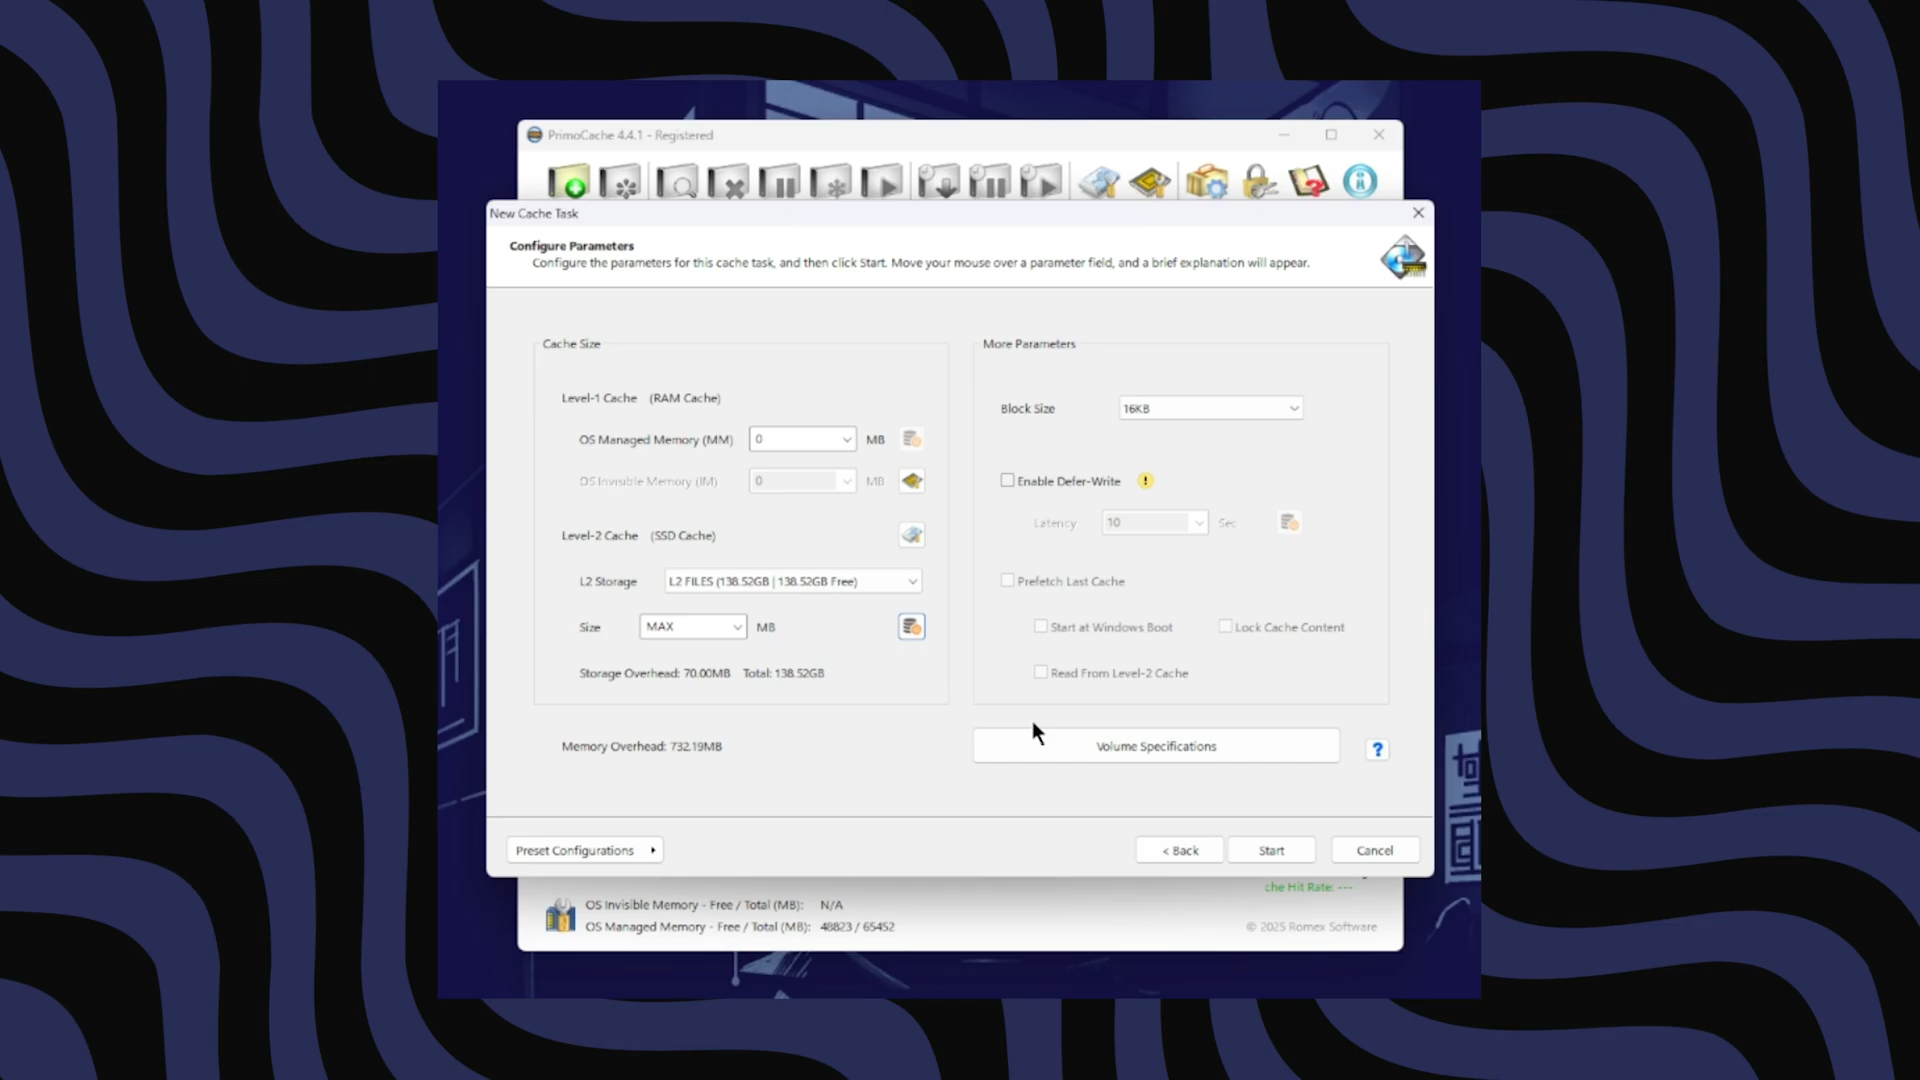 PrimoCache 4.4.1 - Registered
New Cache Task
Configure Parameters
Configure the parameters for this cache task, and then click Start. Move your mouse over a parameter field, and a brief explanation will appear.
Cache Size
Level-1 Cache (RAM Cache)
OS Managed Memory (MM) 0 MB
OS Invisible Memory (IM) 0 MB
Level-2 Cache (SSD Cache)
L2 Storage L2 FILES (138.52GB | 138.52GB Free)
Size MAX MB
Storage Overhead: 70.00MB Total: 138.52GB
Memory Overhead: 732.19MB
More Parameters
Block Size 16KB
Enable Defer-Write
Latency 10 Sec
Prefetch Last Cache
Start at Windows Boot Lock Cache Content
Read From Level-2 Cache
Volume Specifications ?
Preset Configurations
< Back Start Cancel
che Hit Rate: ---
OS Invisible Memory - Free / Total (MB): N/A
OS Managed Memory - Free / Total (MB): 48823 / 65452
© 2025 Romex Software